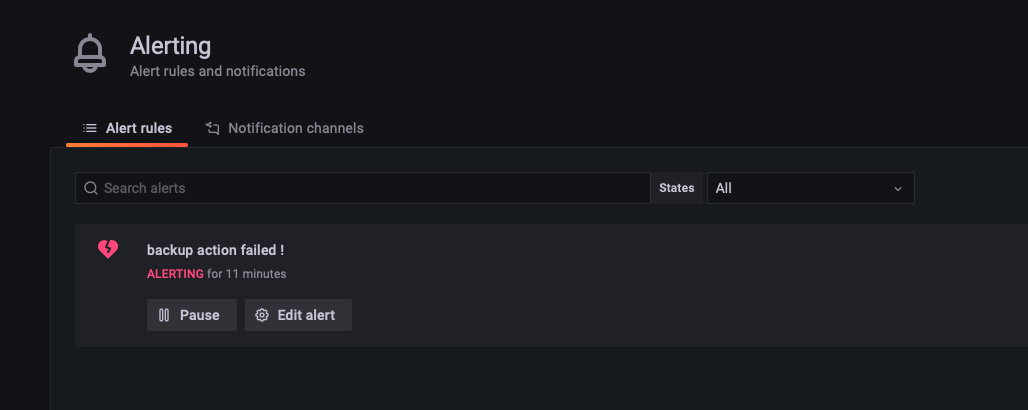 Alerting
Alert rules and notifications
Alert rules
Notification channels
Search alerts
States
All
backup action failed !
ALERTING for 11 minutes
Pause
Edit alert